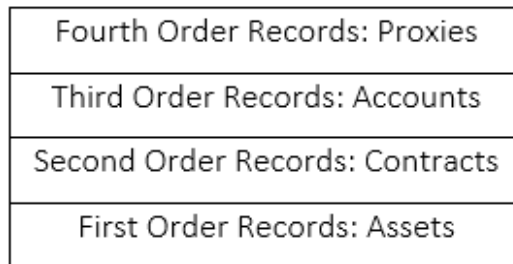 Fourth Order Records: Proxies
Third Order Records: Accounts
Second Order Records: Contracts
First Order Records: Assets